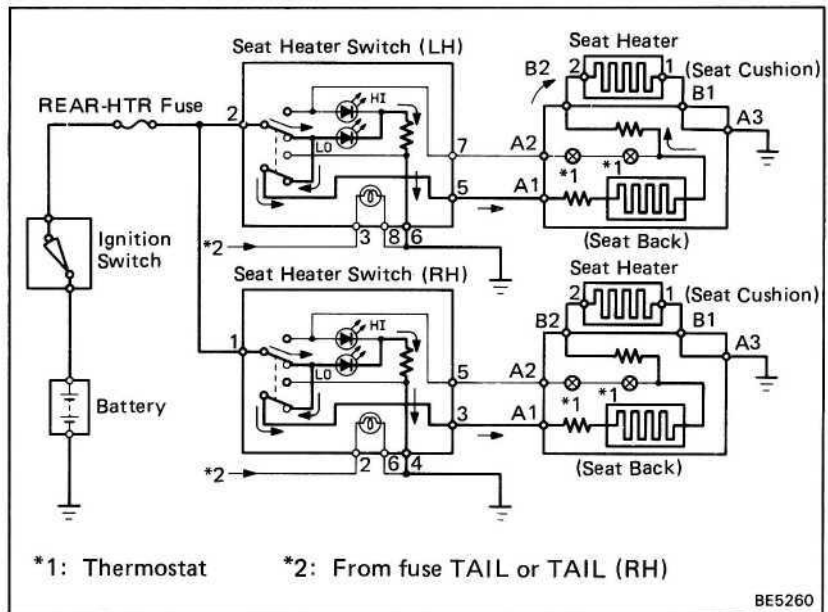 Seat Heater Switch (LH)
Seat Heater
(Seat Cushion)
2
1
B2
B1
A3
REAR-HTR Fuse
2
HI
LO
7
A2
*1
*1
5
A1
(Seat Back)
*2
3
8
6
Ignition
Switch
Seat Heater Switch (RH)
Seat Heater
(Seat Cushion)
2
1
B2
B1
A3
1
HI
LO
5
A2
*1
*1
3
A1
(Seat Back)
*2
2
6
4
Battery
*1: Thermostat
*2: From fuse TAIL or TAIL (RH)
BE5260